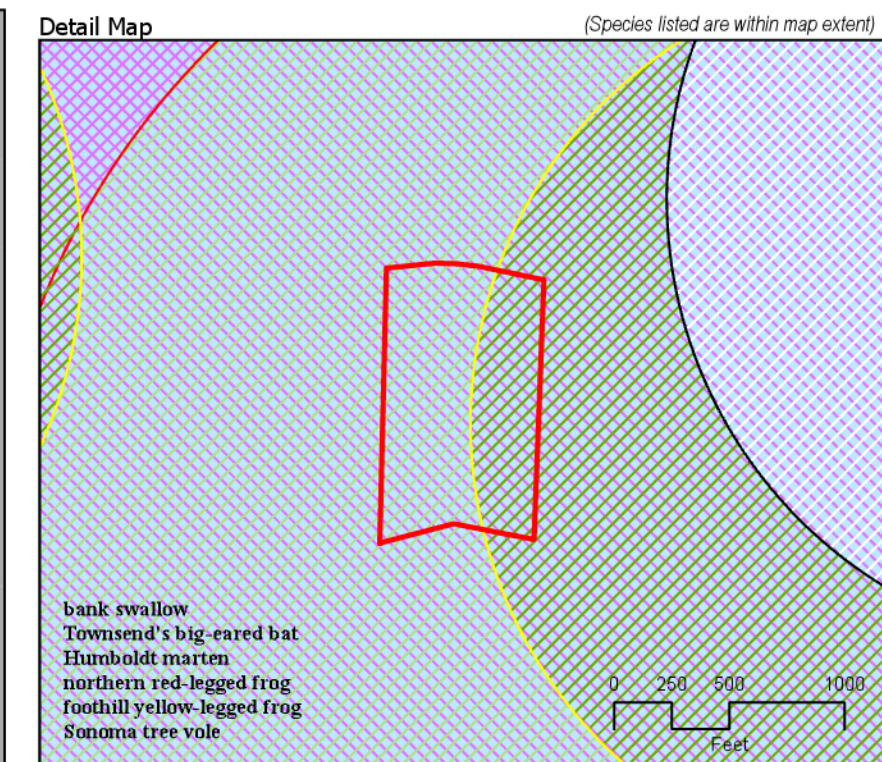 Detail Map
(Species listed are within map extent)
bank swallow
Townsend's big-eared bat
Humboldt marten
northern red-legged frog
foothill yellow-legged frog
Sonoma tree vole
0 250 500 1000
Feet